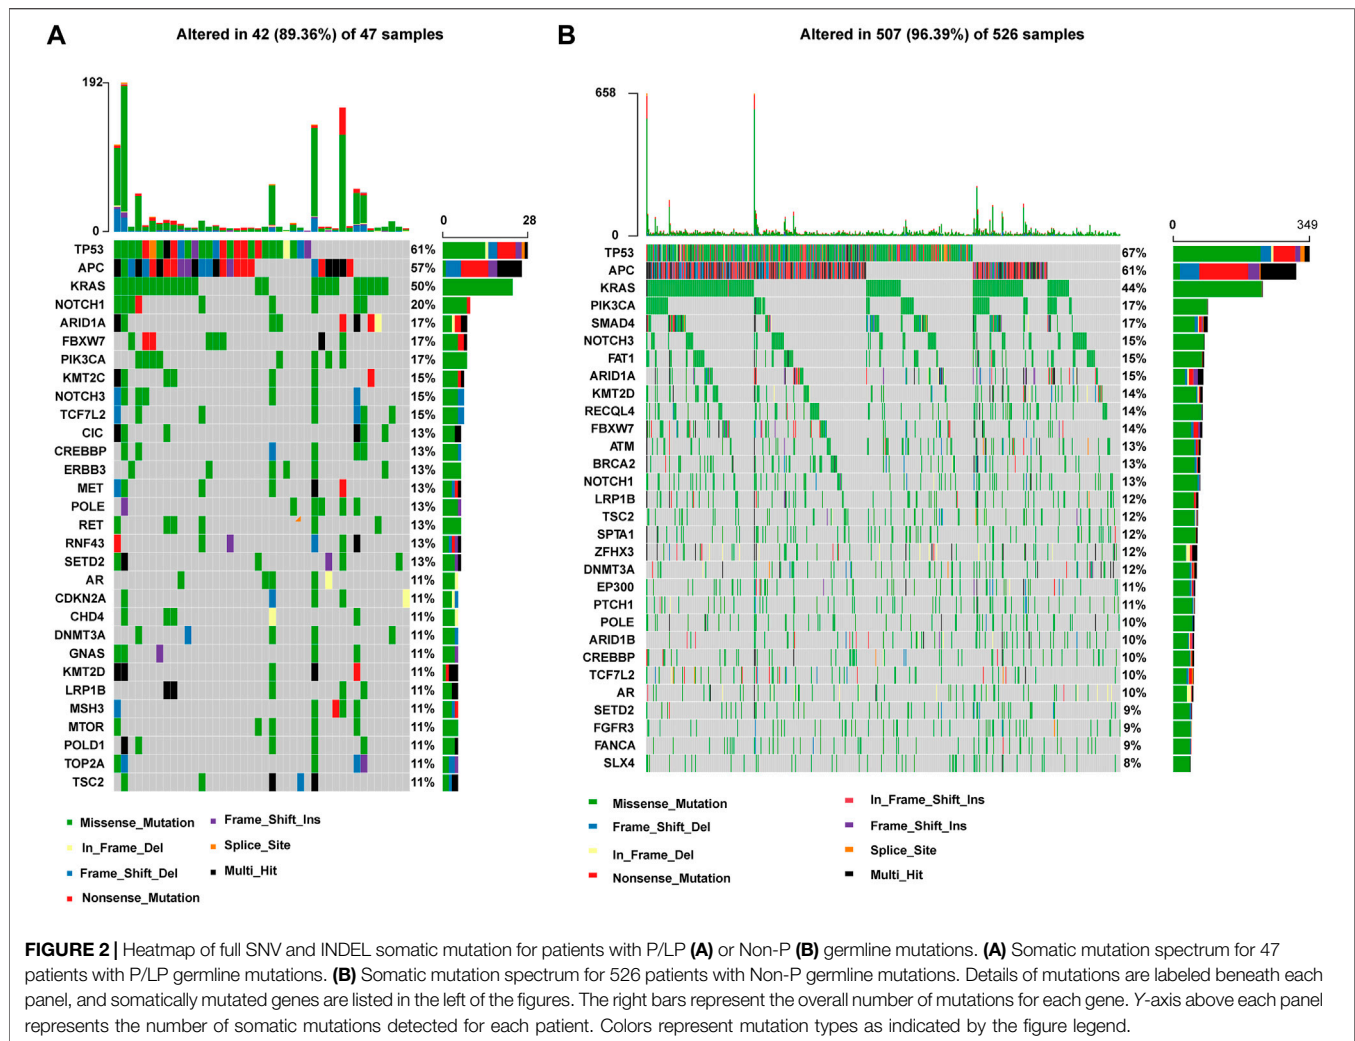 A
Altered in 42 (89.36%) of 47 samples
192
0
0 28
TP53 61%
APC 57%
KRAS 50%
NOTCH1 20%
ARID1A 17%
FBXW7 17%
PIK3CA 17%
KMT2C 15%
NOTCH3 15%
TCF7L2 15%
CIC 13%
CREBBP 13%
ERBB3 13%
MET 13%
POLE 13%
RET 13%
RNF43 13%
SETD2 13%
AR 11%
CDKN2A 11%
CHD4 11%
DNMT3A 11%
GNAS 11%
KMT2D 11%
LRP1B 11%
MSH3 11%
MTOR 11%
POLD1 11%
TOP2A 11%
TSC2 11%
Missense_Mutation
In_Frame_Del
Frame_Shift_Del
Nonsense_Mutation
Frame_Shift_Ins
Splice_Site
Multi_Hit
B
Altered in 507 (96.39%) of 526 samples
658
0
0 349
TP53 67%
APC 61%
KRAS 44%
PIK3CA 17%
SMAD4 17%
NOTCH3 15%
FAT1 15%
ARID1A 15%
KMT2D 14%
RECQL4 14%
FBXW7 14%
ATM 13%
BRCA2 13%
NOTCH1 13%
LRP1B 12%
TSC2 12%
SPTA1 12%
ZFHX3 12%
DNMT3A 12%
EP300 11%
PTCH1 11%
POLE 10%
ARID1B 10%
CREBBP 10%
TCF7L2 10%
AR 10%
SETD2 9%
FGFR3 9%
FANCA 9%
SLX4 8%
Missense_Mutation
Frame_Shift_Del
In_Frame_Del
Nonsense_Mutation
In_Frame_Shift_Ins
Frame_Shift_Ins
Splice_Site
Multi_Hit
FIGURE 2 | Heatmap of full SNV and INDEL somatic mutation for patients with P/LP (A) or Non-P (B) germline mutations. (A) Somatic mutation spectrum for 47
patients with P/LP germline mutations. (B) Somatic mutation spectrum for 526 patients with Non-P germline mutations. Details of mutations are labeled beneath each
panel, and somatically mutated genes are listed in the left of the figures. The right bars represent the overall number of mutations for each gene. Y-axis above each panel
represents the number of somatic mutations detected for each patient. Colors represent mutation types as indicated by the figure legend.